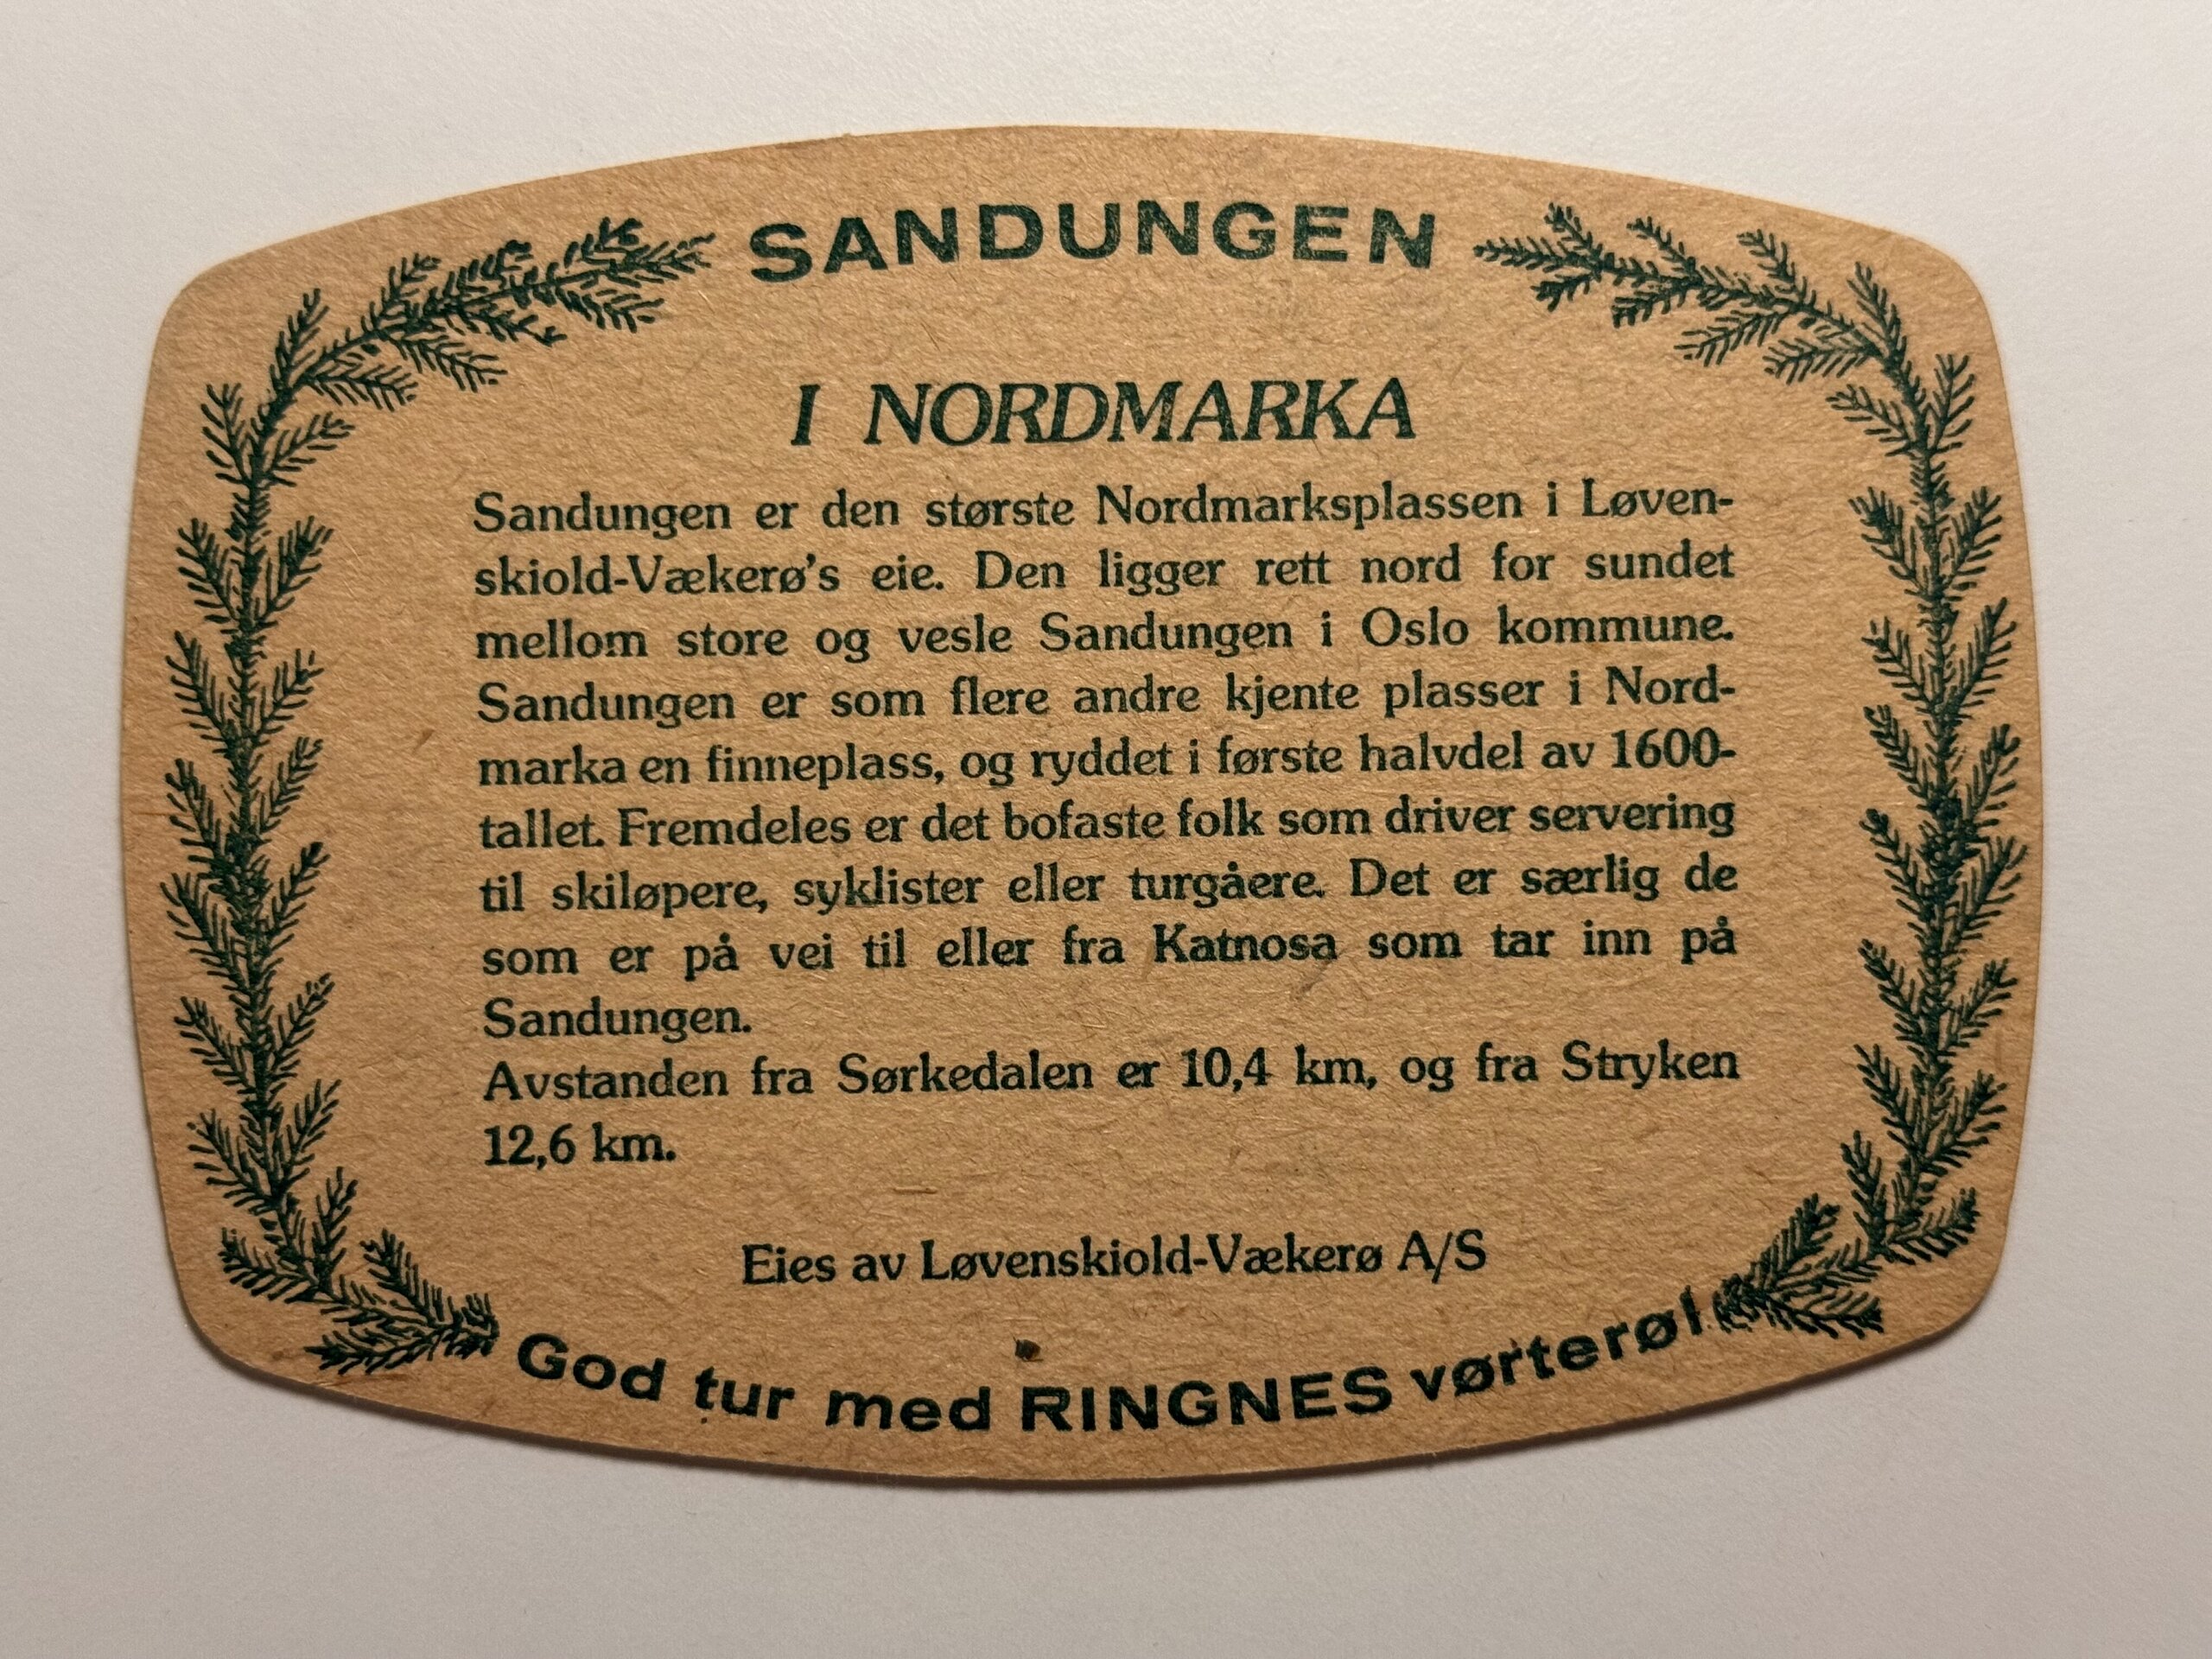 SANDUNGEN
I NORDMARKA
Sandungen er den største Nordmarksplassen i Løven-
skiold-Vækerø's eie. Den ligger rett nord for sundet
mellom store og vesle Sandungen i Oslo kommune.
Sandungen er som flere andre kjente plasser i Nord-
marka en finneplass, og ryddet i første halvdel av 1600-
tallet. Fremdeles er det bofaste folk som driver servering
til skiløpere, syklister eller turgåere. Det er særlig de
som er på vei til eller fra Katnosa som tar inn på
Sandungen.
Avstanden fra Sørkedalen er 10,4 km, og fra Stryken
12,6 km.
Eies av Løvenskiold-Vækerø A/S
God tur med RINGNES vørterøl